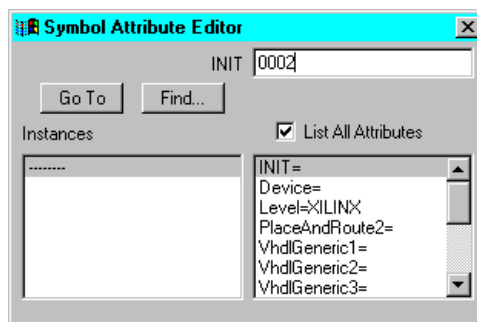 Symbol Attribute Editor
INIT 0002
Go To Find...
Instances List All Attributes
--------
INIT=
Device=
Level=XILINX
PlaceAndRoute2=
VhdlGeneric1=
VhdlGeneric2=
VhdlGeneric3=